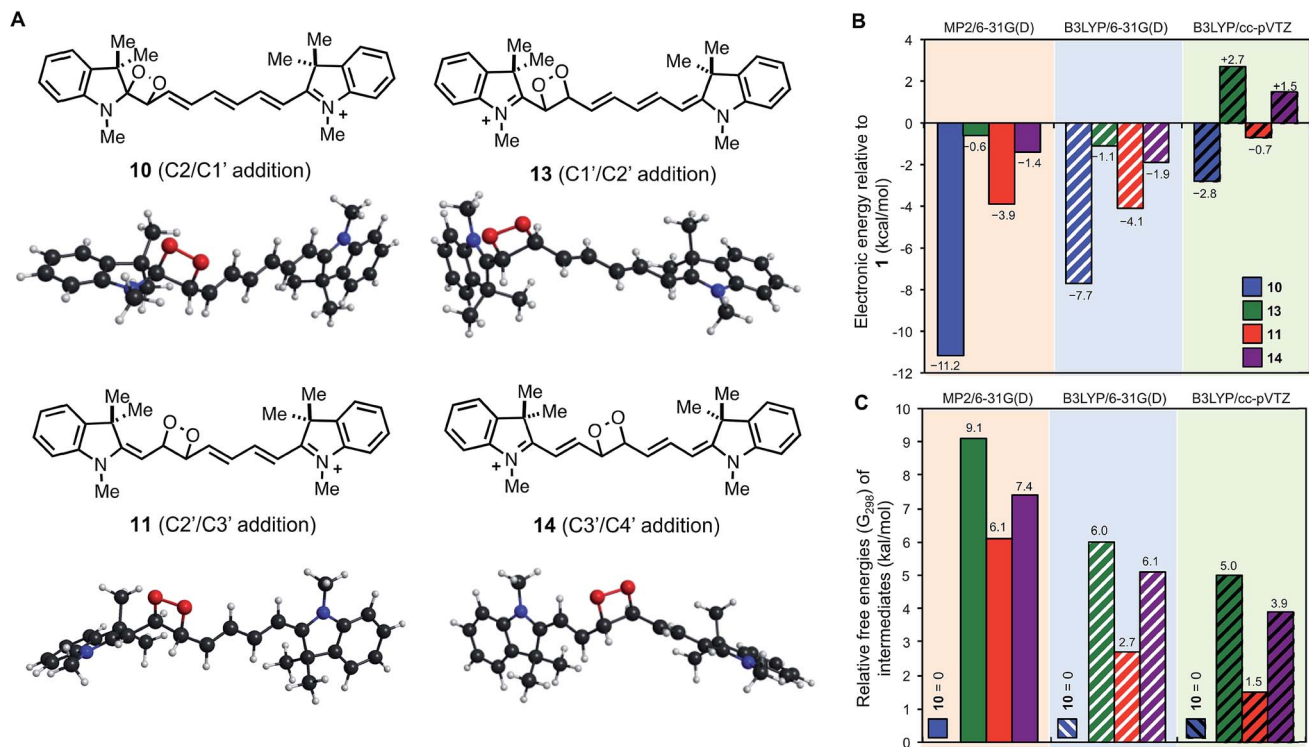 A
Me
Me
O
O
N
Me
Me
Me
N
+
Me
10 (C2/C1’ addition)
Me
Me
O
O
N
+
Me
Me
Me
N
Me
13 (C1’/C2’ addition)
Me
Me
O
O
N
Me
Me
Me
N
+
Me
11 (C2’/C3’ addition)
Me
Me
O
O
N
+
Me
Me
Me
N
Me
14 (C3’/C4’ addition)
B
MP2/6-31G(D) B3LYP/6-31G(D) B3LYP/cc-pVTZ
Electronic energy relative to
1 (kcal/mol)
4
2
0
-2
-4
-6
-8
-10
-12
−11.2
−0.6
−3.9
−1.4
−7.7
−1.1
−4.1
−1.9
−2.8
+2.7
−0.7
+1.5
10
13
11
14
C
MP2/6-31G(D) B3LYP/6-31G(D) B3LYP/cc-pVTZ
Relative free energies (G298) of
intermediates (kal/mol)
10
9
8
7
6
5
4
3
2
1
0
10 = 0
9.1
6.1
7.4
10 = 0
6.0
2.7
6.1
10 = 0
5.0
1.5
3.9